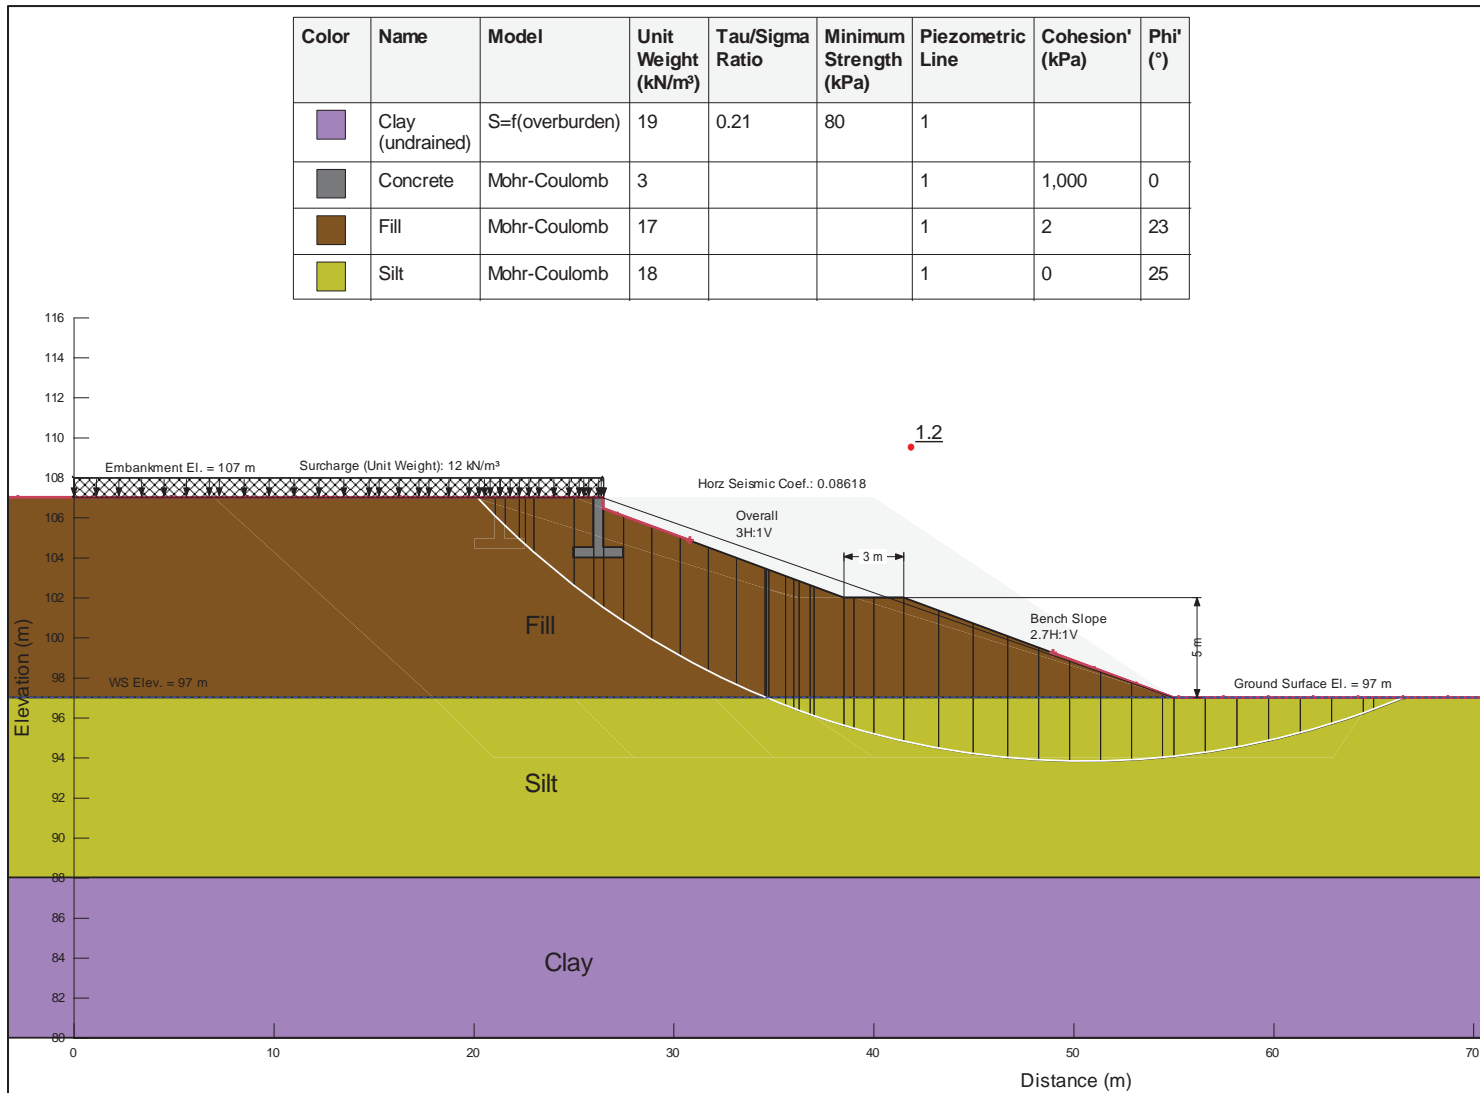 Color Name Model Unit Weight (kN/m³) Tau/Sigma Ratio Minimum Strength (kPa) Piezometric Line Cohesion' (kPa) Phi' (°)
Clay (undrained) S=f(overburden) 19 0.21 80 1
Concrete Mohr-Coulomb 3 1 1,000 0
Fill Mohr-Coulomb 17 1 2 23
Silt Mohr-Coulomb 18 1 0 25
116
114
112
110
108
106
104
102
100
98
96
94
92
90
88
86
84
82
80
Elevation (m)
1.2
Embankment El. = 107 m
Surcharge (Unit Weight): 12 kN/m³
Horz Seismic Coef.: 0.08618
Overall
3H:1V
3 m
Bench Slope
2.7H:1V
5 m
Fill
WS Elev. = 97 m
Ground Surface El. = 97 m
Silt
Clay
0 10 20 30 40 50 60 70
Distance (m)